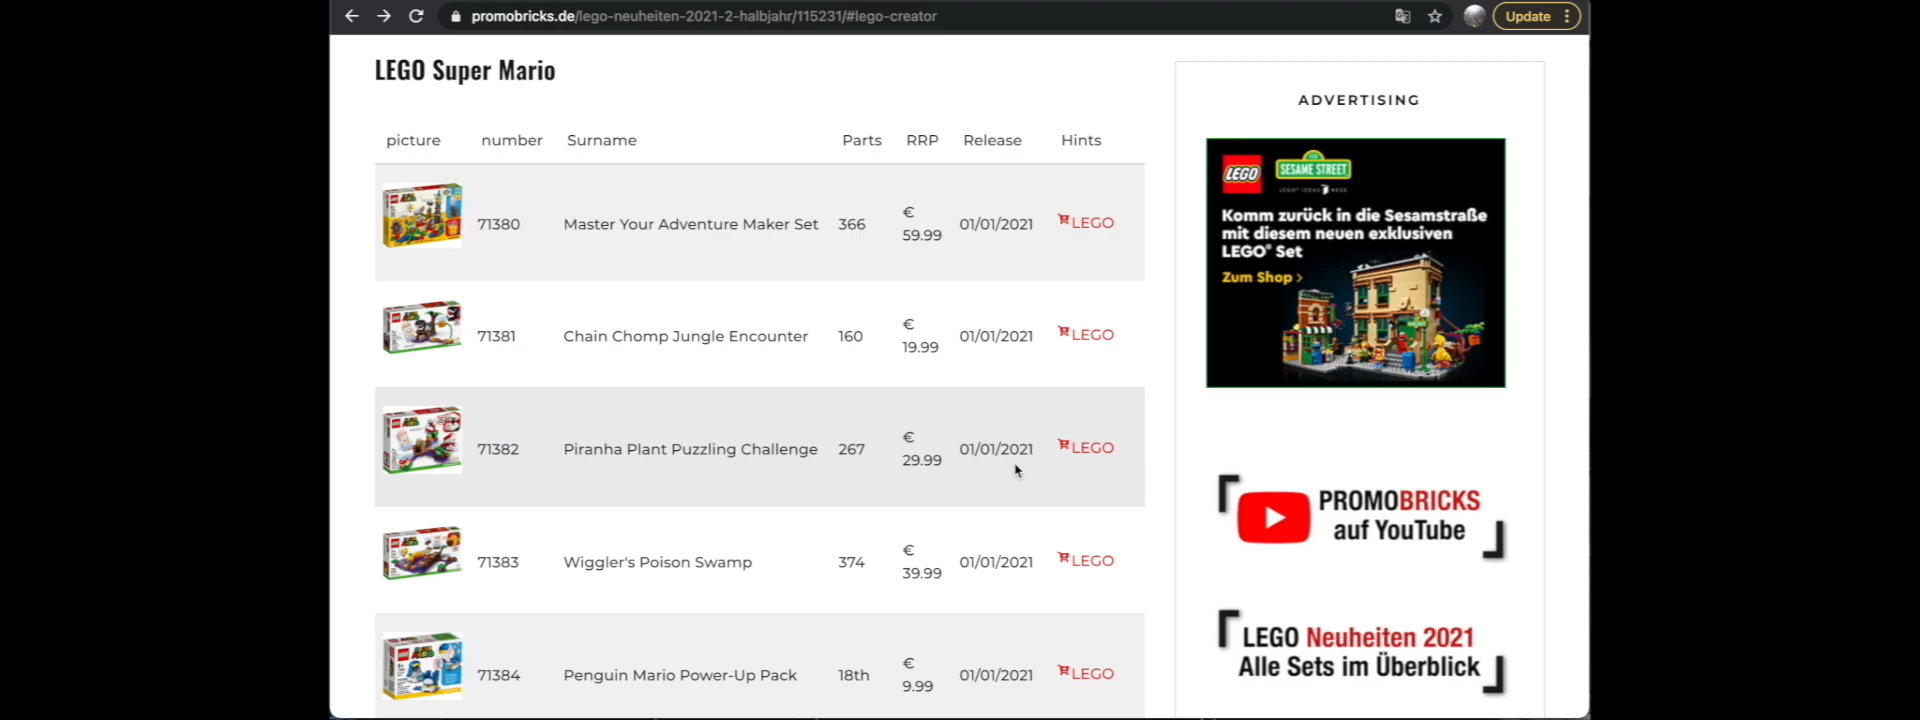 promobricks.de/lego-neuheiten-2021-2-halbjahr/115231/#lego-creator
Update
LEGO Super Mario
picture number Surname Parts RRP Release Hints
71380 Master Your Adventure Maker Set 366 € 59.99 01/01/2021 LEGO
71381 Chain Chomp Jungle Encounter 160 € 19.99 01/01/2021 LEGO
71382 Piranha Plant Puzzling Challenge 267 € 29.99 01/01/2021 LEGO
71383 Wiggler's Poison Swamp 374 € 39.99 01/01/2021 LEGO
71384 Penguin Mario Power-Up Pack 18th € 9.99 01/01/2021 LEGO
ADVERTISING
LEGO SESAME STREET
Komm zurück in die Sesamstraße
mit diesem neuen exklusiven
LEGO® Set
Zum Shop >
PROMOBRICKS
auf YouTube
LEGO Neuheiten 2021
Alle Sets im Überblick